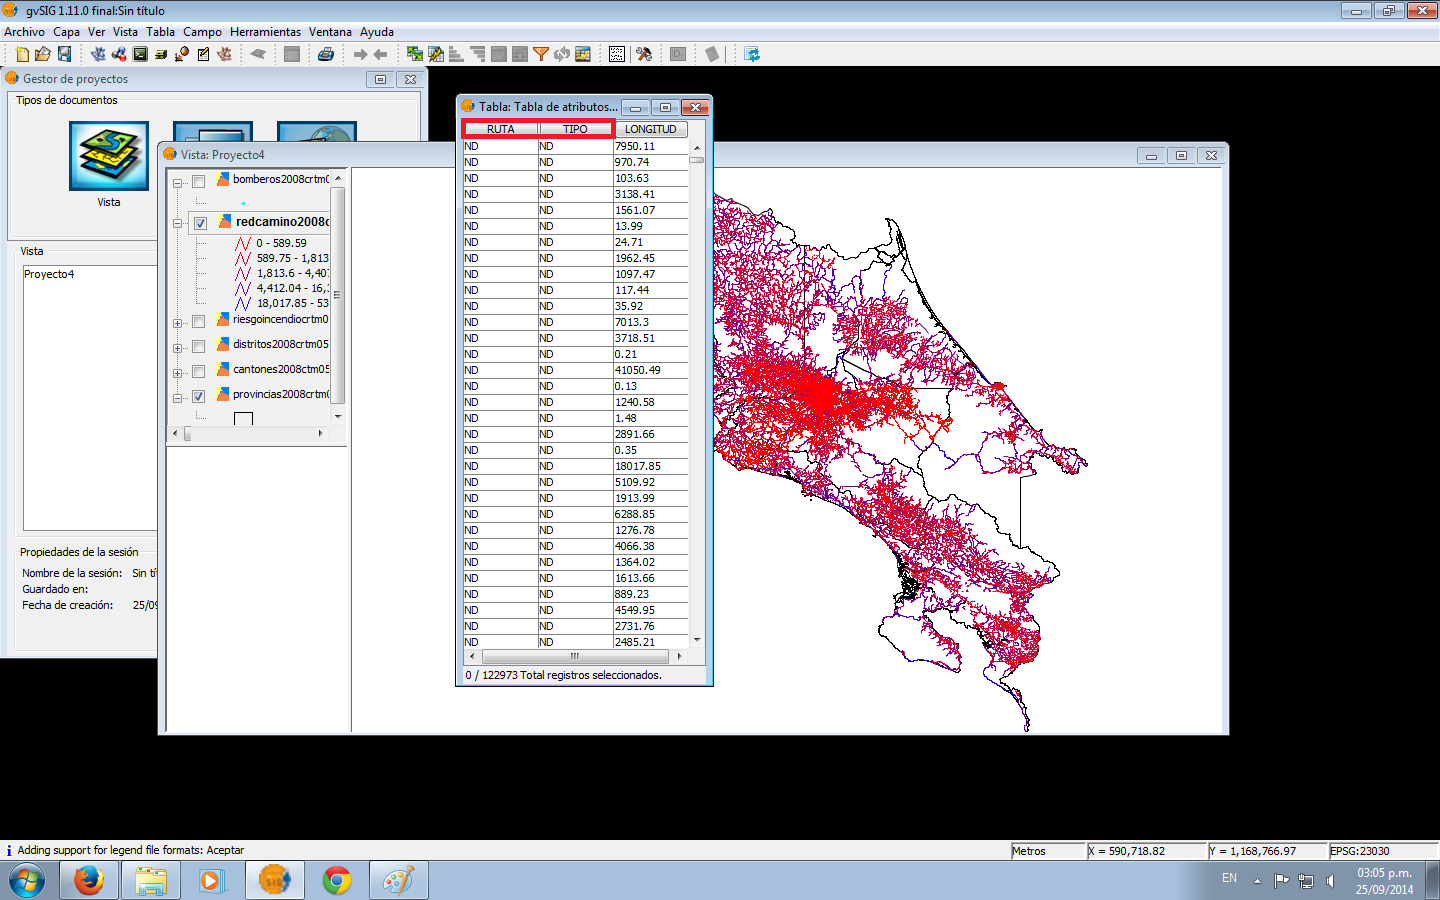 gvSIG 1.11.0 final:Sin título
Archivo Capa Ver Vista Tabla Campo Herramientas Ventana Ayuda
Gestor de proyectos
Tipos de documentos
Vista
Vista
Proyecto4
Propiedades de la sesión
Nombre de la sesión: Sin tí
Guardado en:
Fecha de creación: 25/09
Vista: Proyecto4
bomberos2008crtm0
redcamino2008c
0 - 589.59
589.75 - 1,813
1,813.6 - 4,407
4,412.04 - 16,
18,017.85 - 53
riesgoincendiocrtm0
distritos2008crtm05
cantones2008crtm05
provincias2008crtm0
Tabla: Tabla de atributos...
RUTA TIPO LONGITUD
ND ND 7950.11
ND ND 970.74
ND ND 103.63
ND ND 3138.41
ND ND 1561.07
ND ND 13.99
ND ND 24.71
ND ND 1962.45
ND ND 1097.47
ND ND 117.44
ND ND 35.92
ND ND 7013.3
ND ND 3718.51
ND ND 0.21
ND ND 41050.49
ND ND 0.13
ND ND 1240.58
ND ND 1.48
ND ND 2891.66
ND ND 0.35
ND ND 18017.85
ND ND 5109.92
ND ND 1913.99
ND ND 6288.85
ND ND 1276.78
ND ND 4066.38
ND ND 1364.02
ND ND 1613.66
ND ND 889.23
ND ND 4549.95
ND ND 2731.76
ND ND 2485.21
0 / 122973 Total registros seleccionados.
Adding support for legend file formats: Aceptar
Metros X = 590,718.82 Y = 1,168,766.97 EPSG:23030
EN
03:05 p.m.
25/09/2014